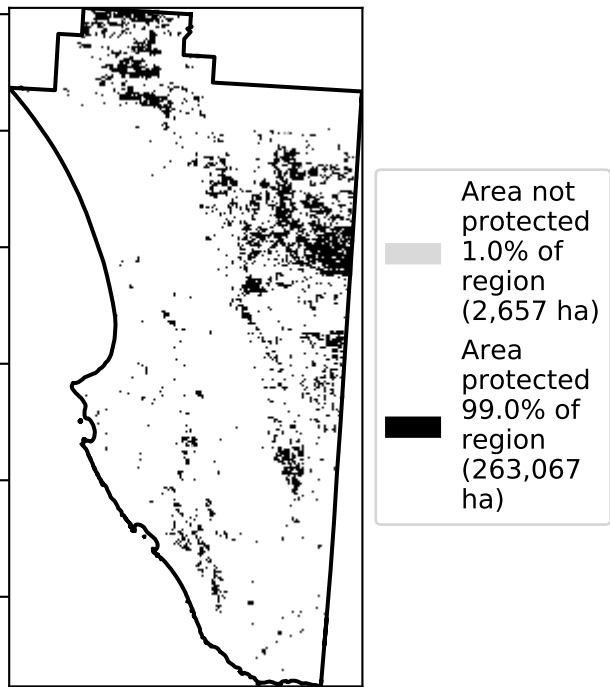 Area not
protected
1.0% of
region
(2,657 ha)
Area
protected
99.0% of
region
(263,067
ha)